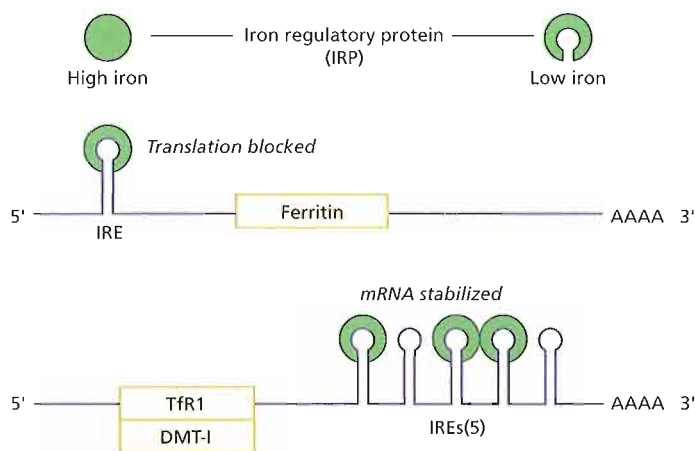 Iron regulatory protein
(IRP)
High iron
Low iron
Translation blocked
5'
Ferritin
AAAA 3'
IRE
mRNA stabilized
5'
TfR1
AAAA 3'
DMT-I
IREs(5)